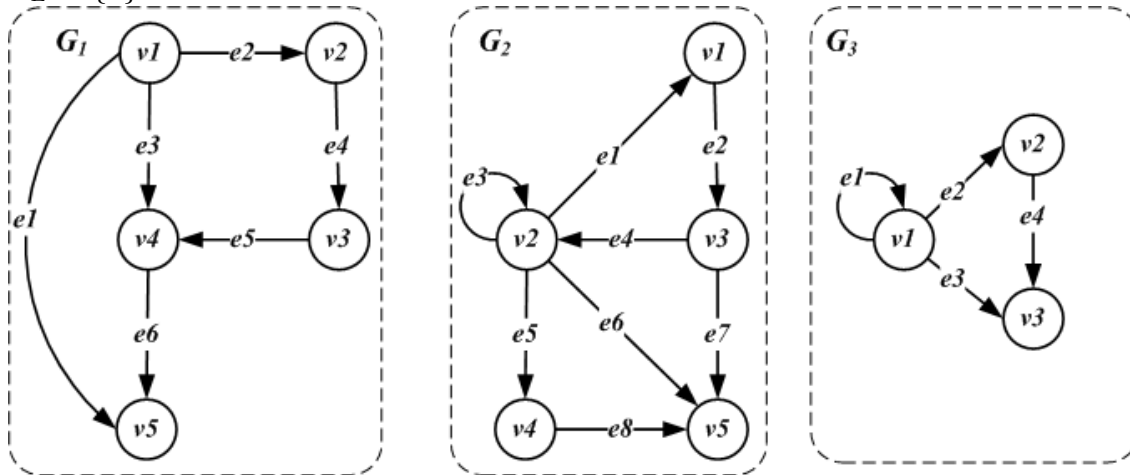 G1 v1 e2 v2
e3 e4
e1 v4 e5 v3
e6
v5
G2 v1
e1 e2
e3 v2 e4 v3
e5 e6 e7
v4 e8 v5
G3
v2
e1 e2 e4
v1 e3
v3